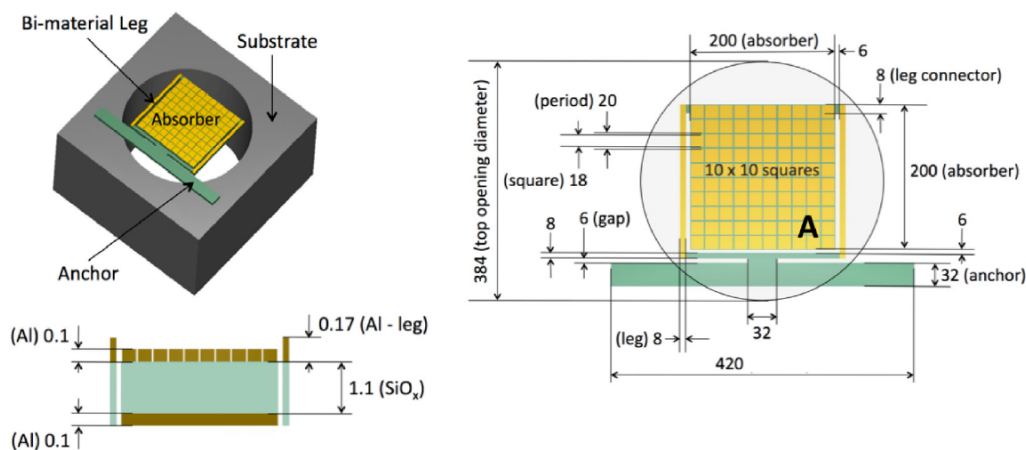 Bi-material Leg
Substrate
Absorber
Anchor
(Al) 0.1
0.17 (Al - leg)
1.1 (SiOₓ)
(Al) 0.1
200 (absorber)
6
8 (leg connector)
(period) 20
(square) 18
10 x 10 squares
200 (absorber)
6 (gap)
8
A
6
384 (top opening diameter)
32 (anchor)
(leg) 8
32
420